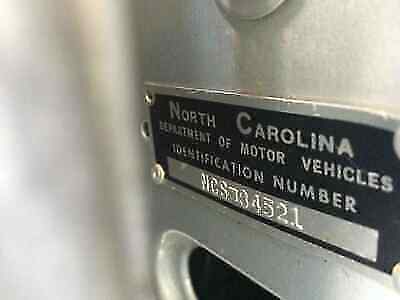 NORTH CAROLINA
DEPARTMENT OF MOTOR VEHICLES
IDENTIFICATION NUMBER
NCS734521